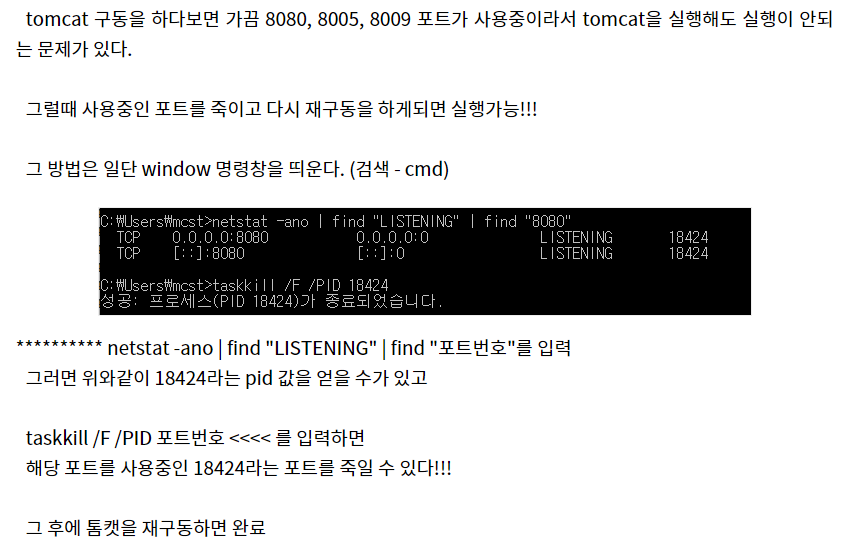 tomcat 구동을 하다보면 가끔 8080, 8005, 8009 포트가 사용중이라서 tomcat을 실행해도 실행이 안되
는 문제가 있다.
그럴때 사용중인 포트를 죽이고 다시 재구동을 하게되면 실행가능!!!
그 방법은 일단 window 명령창을 띄운다. (검색 - cmd)
C:₩Users₩mcst>netstat -ano | find "LISTENING" | find "8080"
TCP 0.0.0.0:8080 0.0.0.0:0 LISTENING 18424
TCP [::]:8080 [::]:0 LISTENING 18424
C:₩Users₩mcst>taskkill /F /PID 18424
성공: 프로세스(PID 18424)가 종료되었습니다.
********** netstat -ano | find "LISTENING" | find "포트번호"를 입력
그러면 위와같이 18424라는 pid 값을 얻을 수가 있고
taskkill /F /PID 포트번호 <<<< 를 입력하면
해당 포트를 사용중인 18424라는 포트를 죽일 수 있다!!!
그 후에 톰캣을 재구동하면 완료